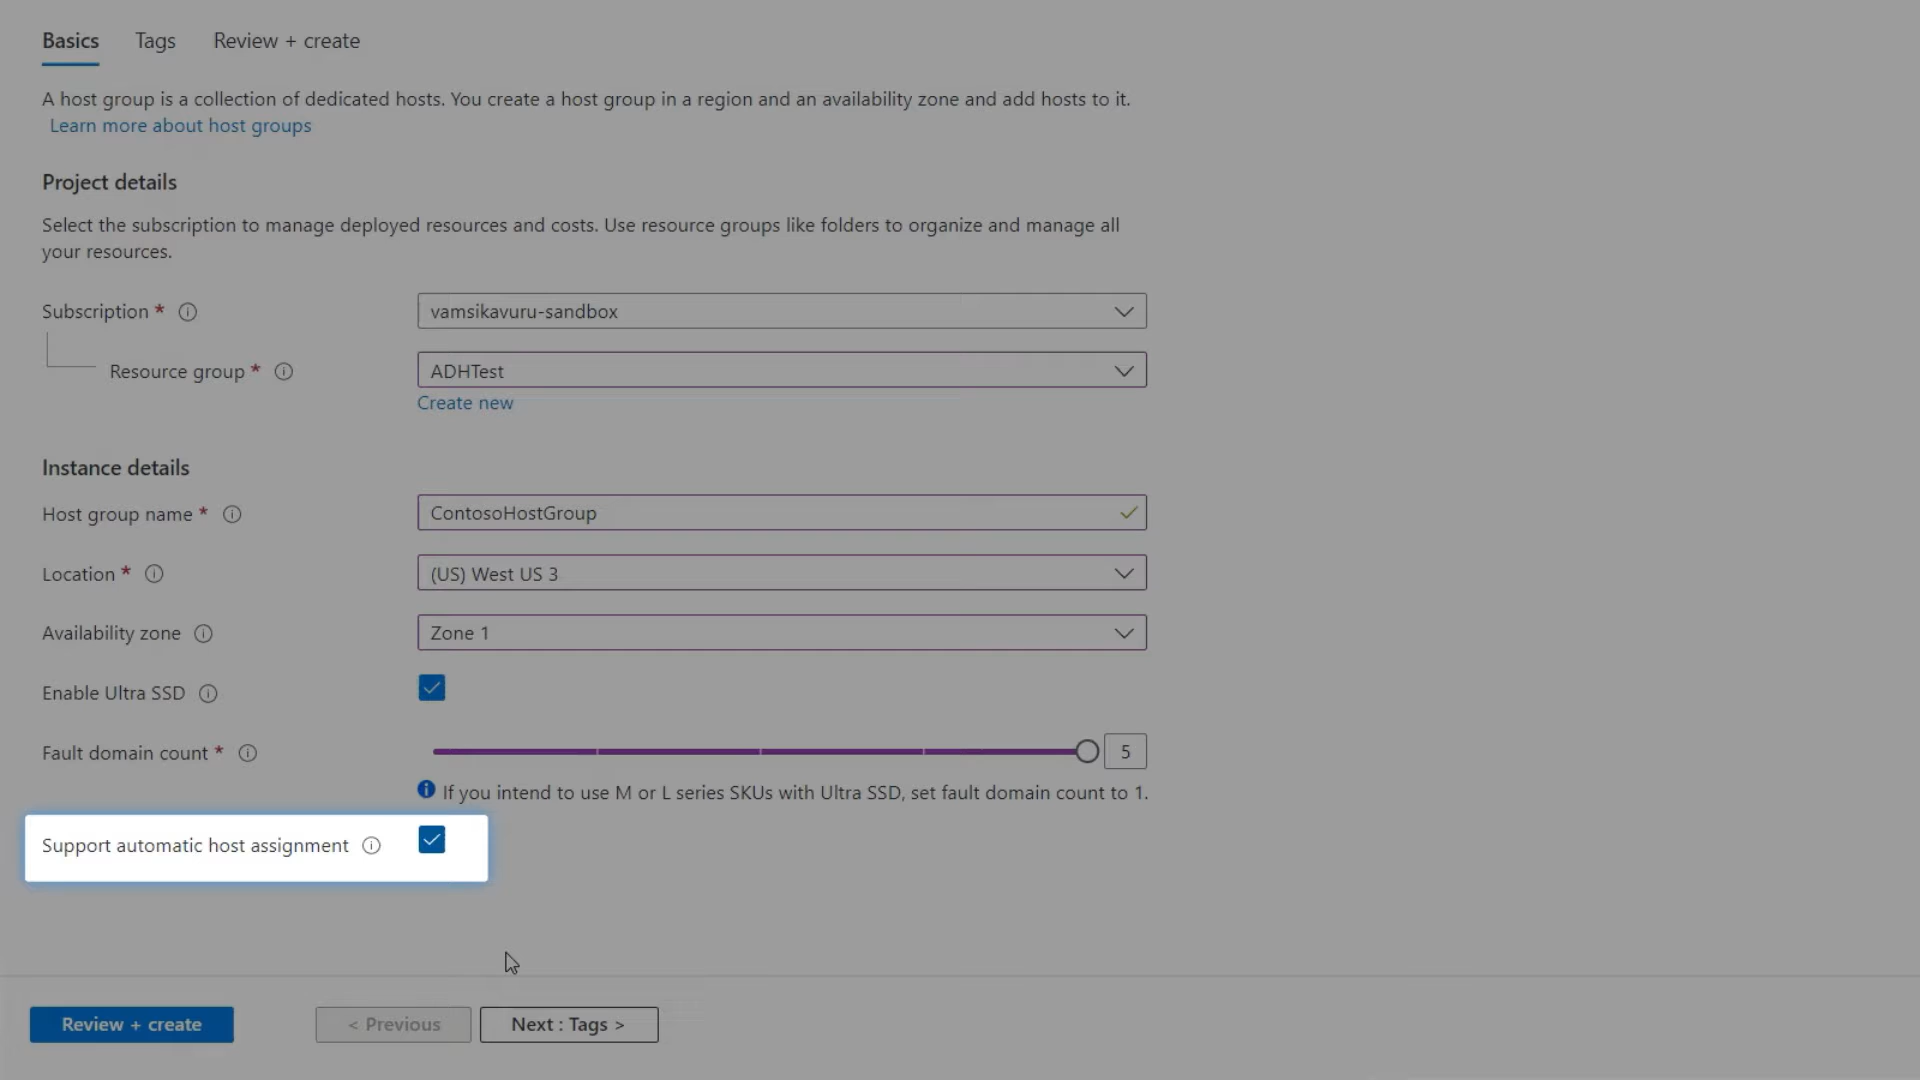 Basics Tags Review + create
A host group is a collection of dedicated hosts. You create a host group in a region and an availability zone and add hosts to it.
Learn more about host groups
Project details
Select the subscription to manage deployed resources and costs. Use resource groups like folders to organize and manage all
your resources.
Subscription * vamsikavuru-sandbox
Resource group * ADHTest
Create new
Instance details
Host group name * ContosoHostGroup
Location * (US) West US 3
Availability zone Zone 1
Enable Ultra SSD
Fault domain count * 5
If you intend to use M or L series SKUs with Ultra SSD, set fault domain count to 1.
Support automatic host assignment
Review + create < Previous Next : Tags >